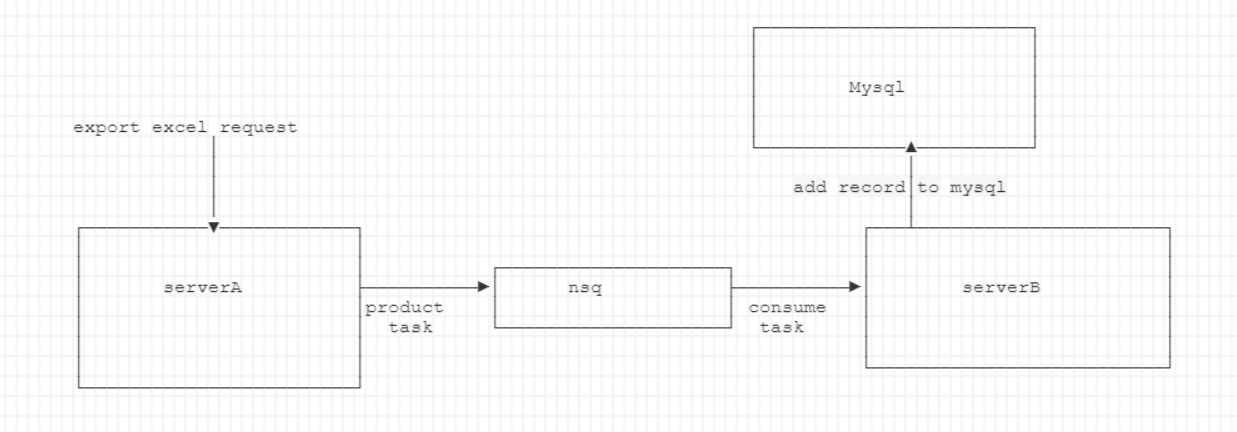 Mysql
export excel request
add record to mysql
serverA
nsq
serverB
product
task
consume
task